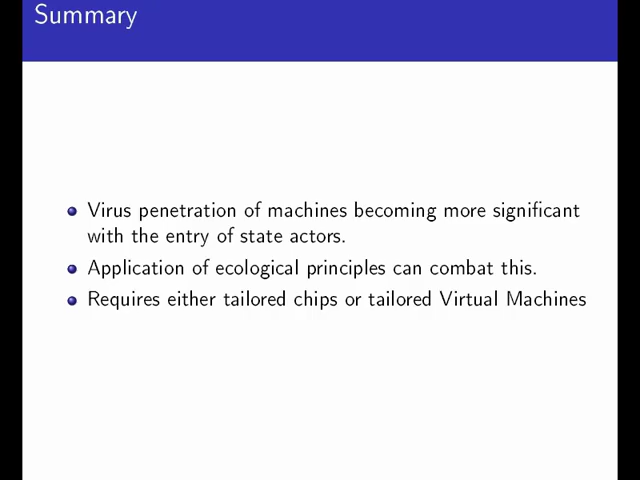 Summary
Virus penetration of machines becoming more significant
with the entry of state actors.
Application of ecological principles can combat this.
Requires either tailored chips or tailored Virtual Machines